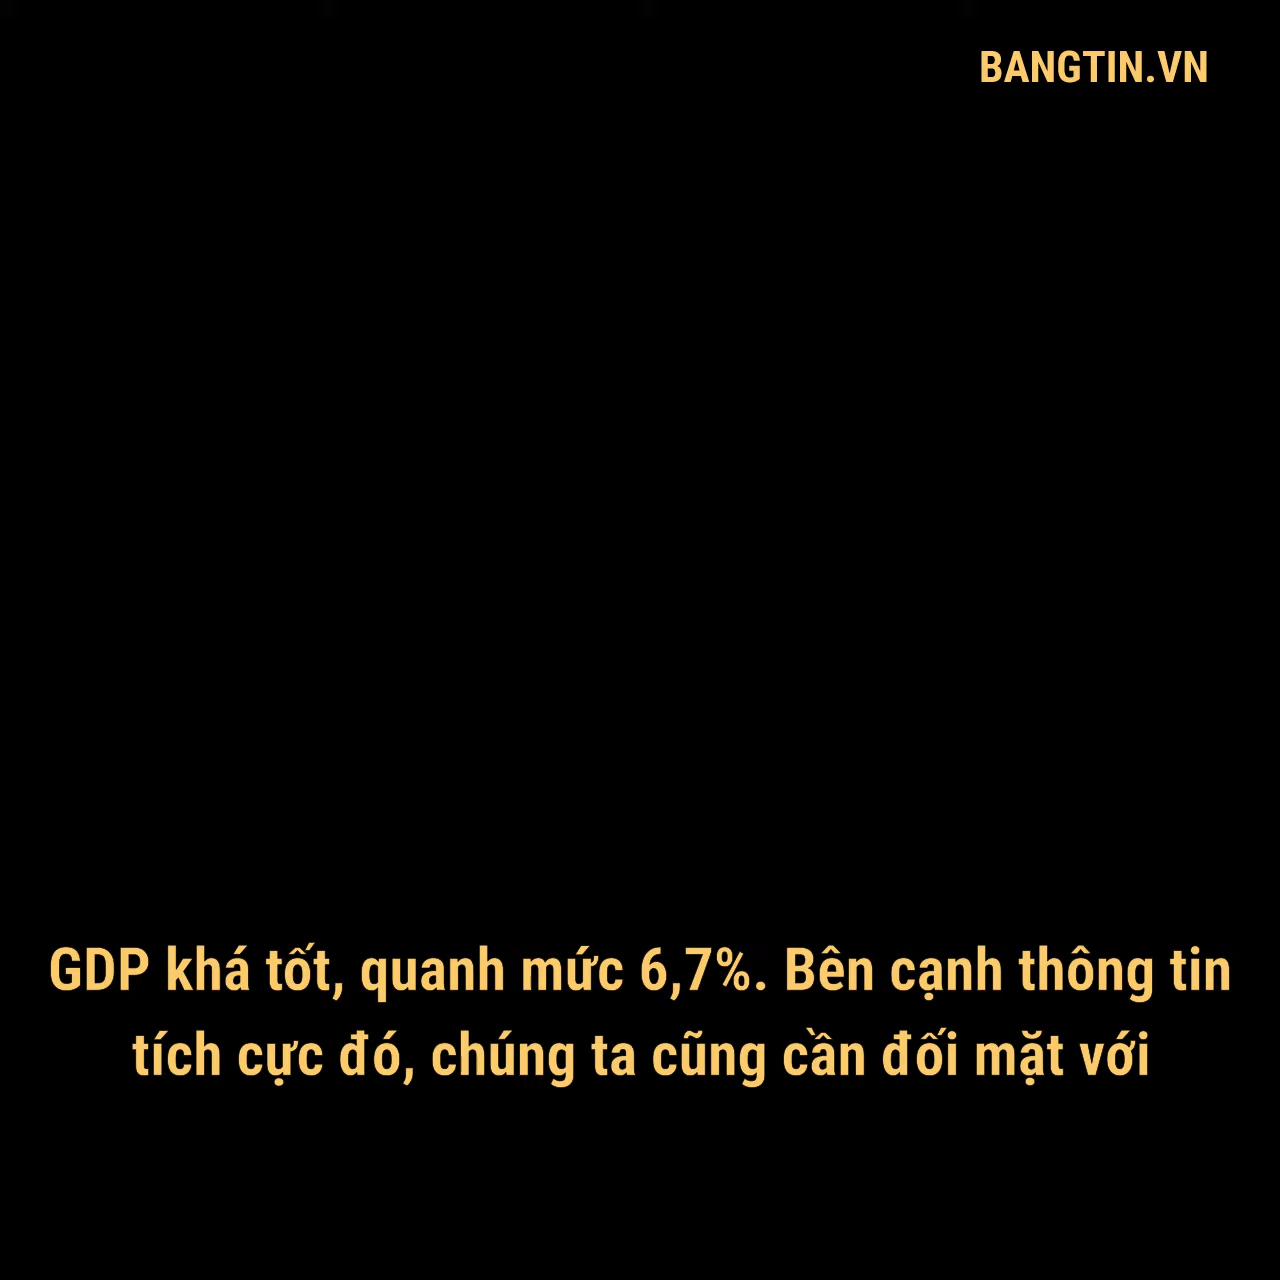 BANGTIN.VN
GDP khá tốt, quanh mức 6,7%. Bên cạnh thông tin
tích cực đó, chúng ta cũng cần đối mặt với